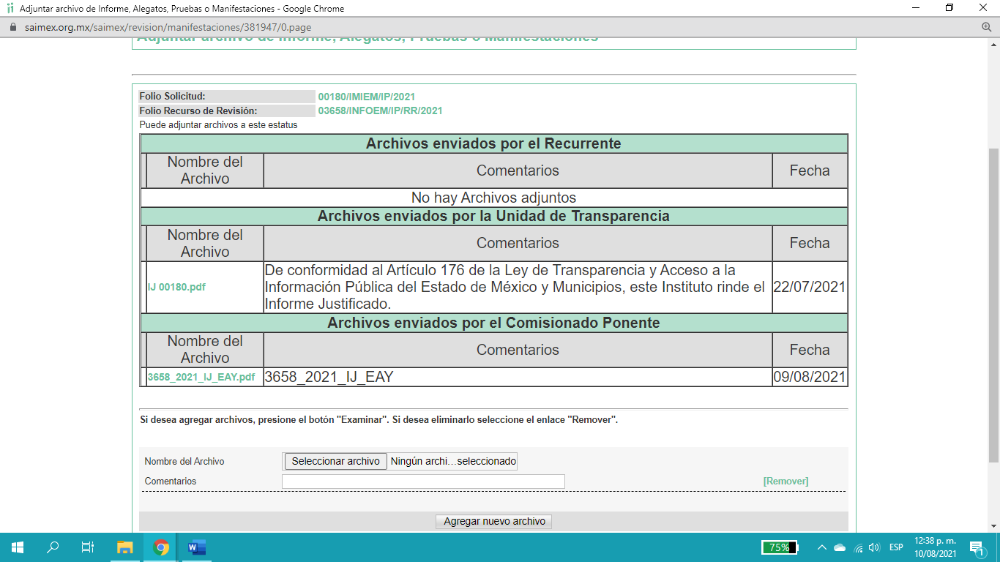 Adjuntar archivo de Informe, Alegatos, Pruebas o Manifestaciones - Google Chrome
saimex.org.mx/saimex/revision/manifestaciones/381947/0.page
Adjuntar archivo de Informe, Alegatos, Pruebas o Manifestaciones
Folio Solicitud: 00180/IMIEM/IP/2021
Folio Recurso de Revisión: 03658/INFOEM/IP/RR/2021
Puede adjuntar archivos a este estatus
Archivos enviados por el Recurrente
Nombre del
Archivo
Comentarios
Fecha
No hay Archivos adjuntos
Archivos enviados por la Unidad de Transparencia
Nombre del
Archivo
Comentarios
Fecha
IJ 00180.pdf
De conformidad al Artículo 176 de la Ley de Transparencia y Acceso a la
Información Pública del Estado de México y Municipios, este Instituto rinde el
Informe Justificado.
22/07/2021
Archivos enviados por el Comisionado Ponente
Nombre del
Archivo
Comentarios
Fecha
3658_2021_IJ_EAY.pdf
3658_2021_IJ_EAY
09/08/2021
Si desea agregar archivos, presione el botón "Examinar". Si desea eliminarlo seleccione el enlace "Remover".
Nombre del Archivo
Seleccionar archivo
Ningún archi...seleccionado
Comentarios
[Remover]
Agregar nuevo archivo
75%
ESP
12:38 p. m.
10/08/2021
1